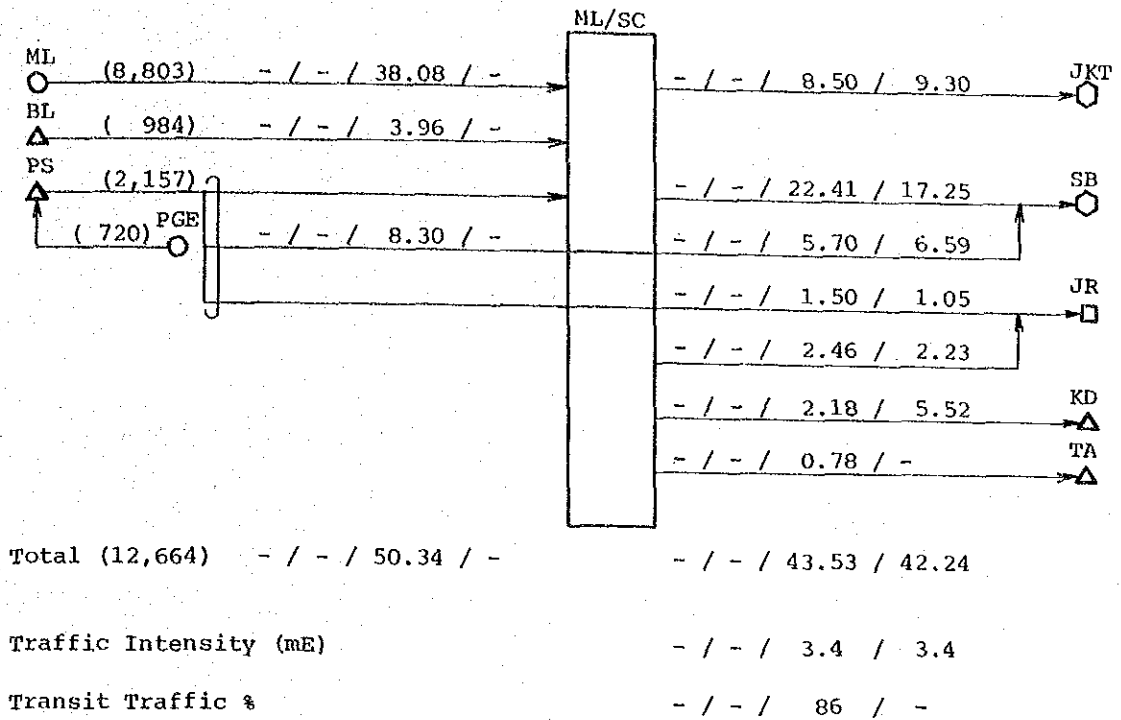 ML/SC
ML (8,803) - / - / 38.08 / - - / - / 8.50 / 9.30 JKT
BL ( 984) - / - / 3.96 / -
PS (2,157) - / - / 22.41 / 17.25 SB
( 720) PGE - / - / 8.30 / - - / - / 5.70 / 6.59
- / - / 1.50 / 1.05 JR
- / - / 2.46 / 2.23
- / - / 2.18 / 5.52 KD
- / - / 0.78 / - TA
Total (12,664) - / - / 50.34 / - - / - / 43.53 / 42.24
Traffic Intensity (mE) - / - / 3.4 / 3.4
Transit Traffic % - / - / 86 / -